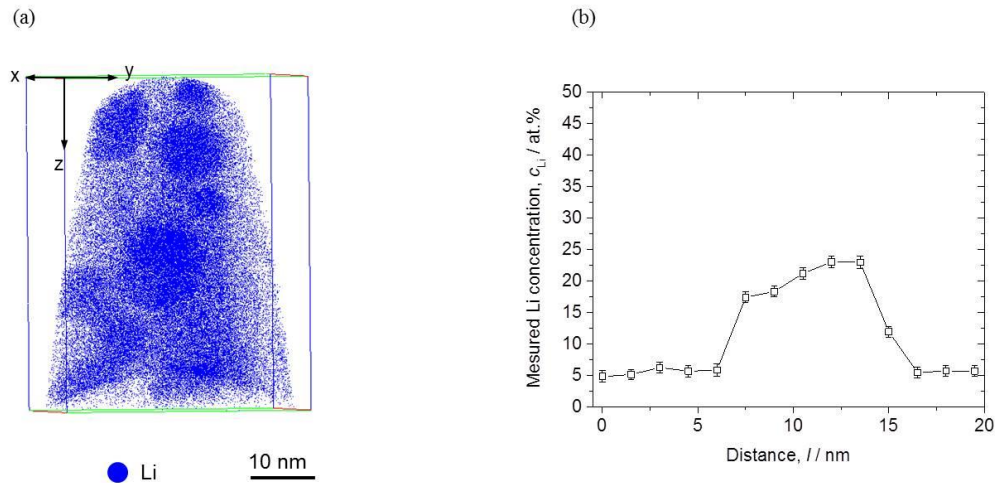 (a)
(b)
x
y
z
Li
10 nm
Mesured Li concentration, cLi / at.%
50
45
40
35
30
25
20
15
10
5
0
0
5
10
15
20
Distance, l / nm